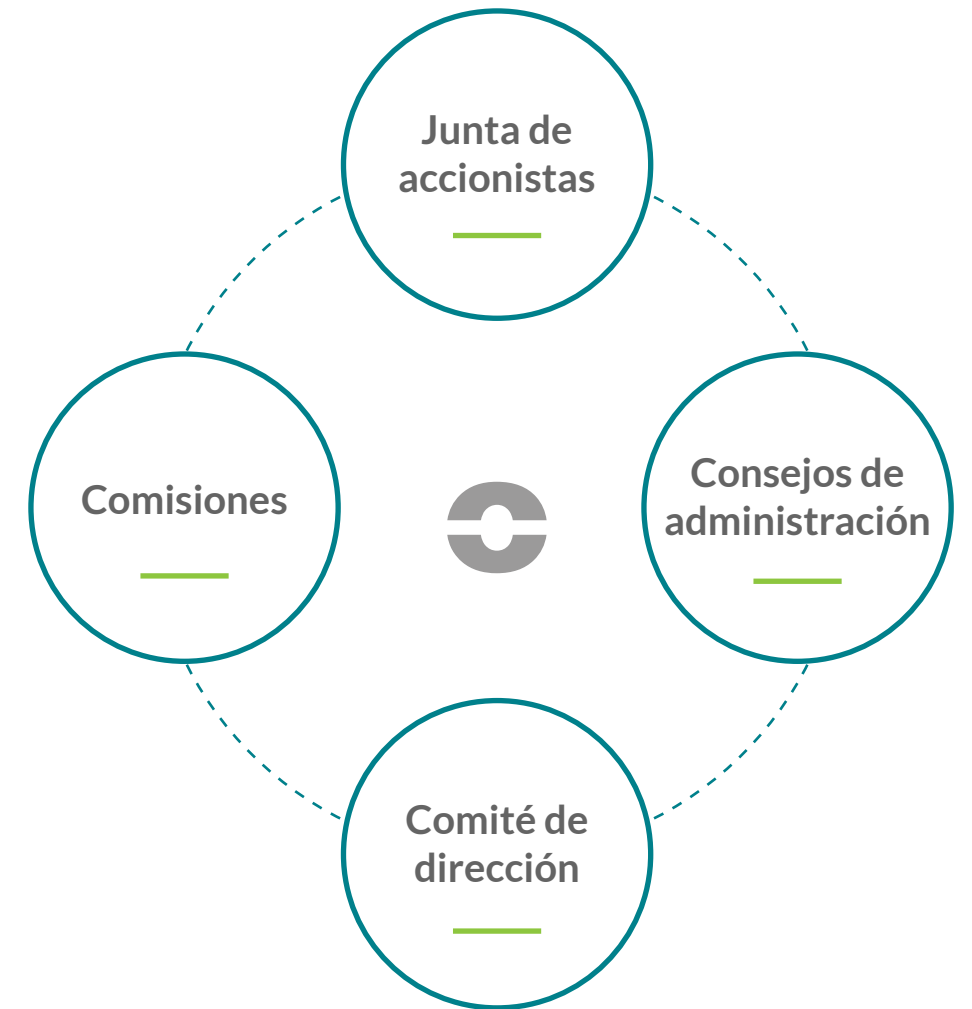 Junta de
accionistas
Comisiones
Consejos de
administración
Comité de
dirección